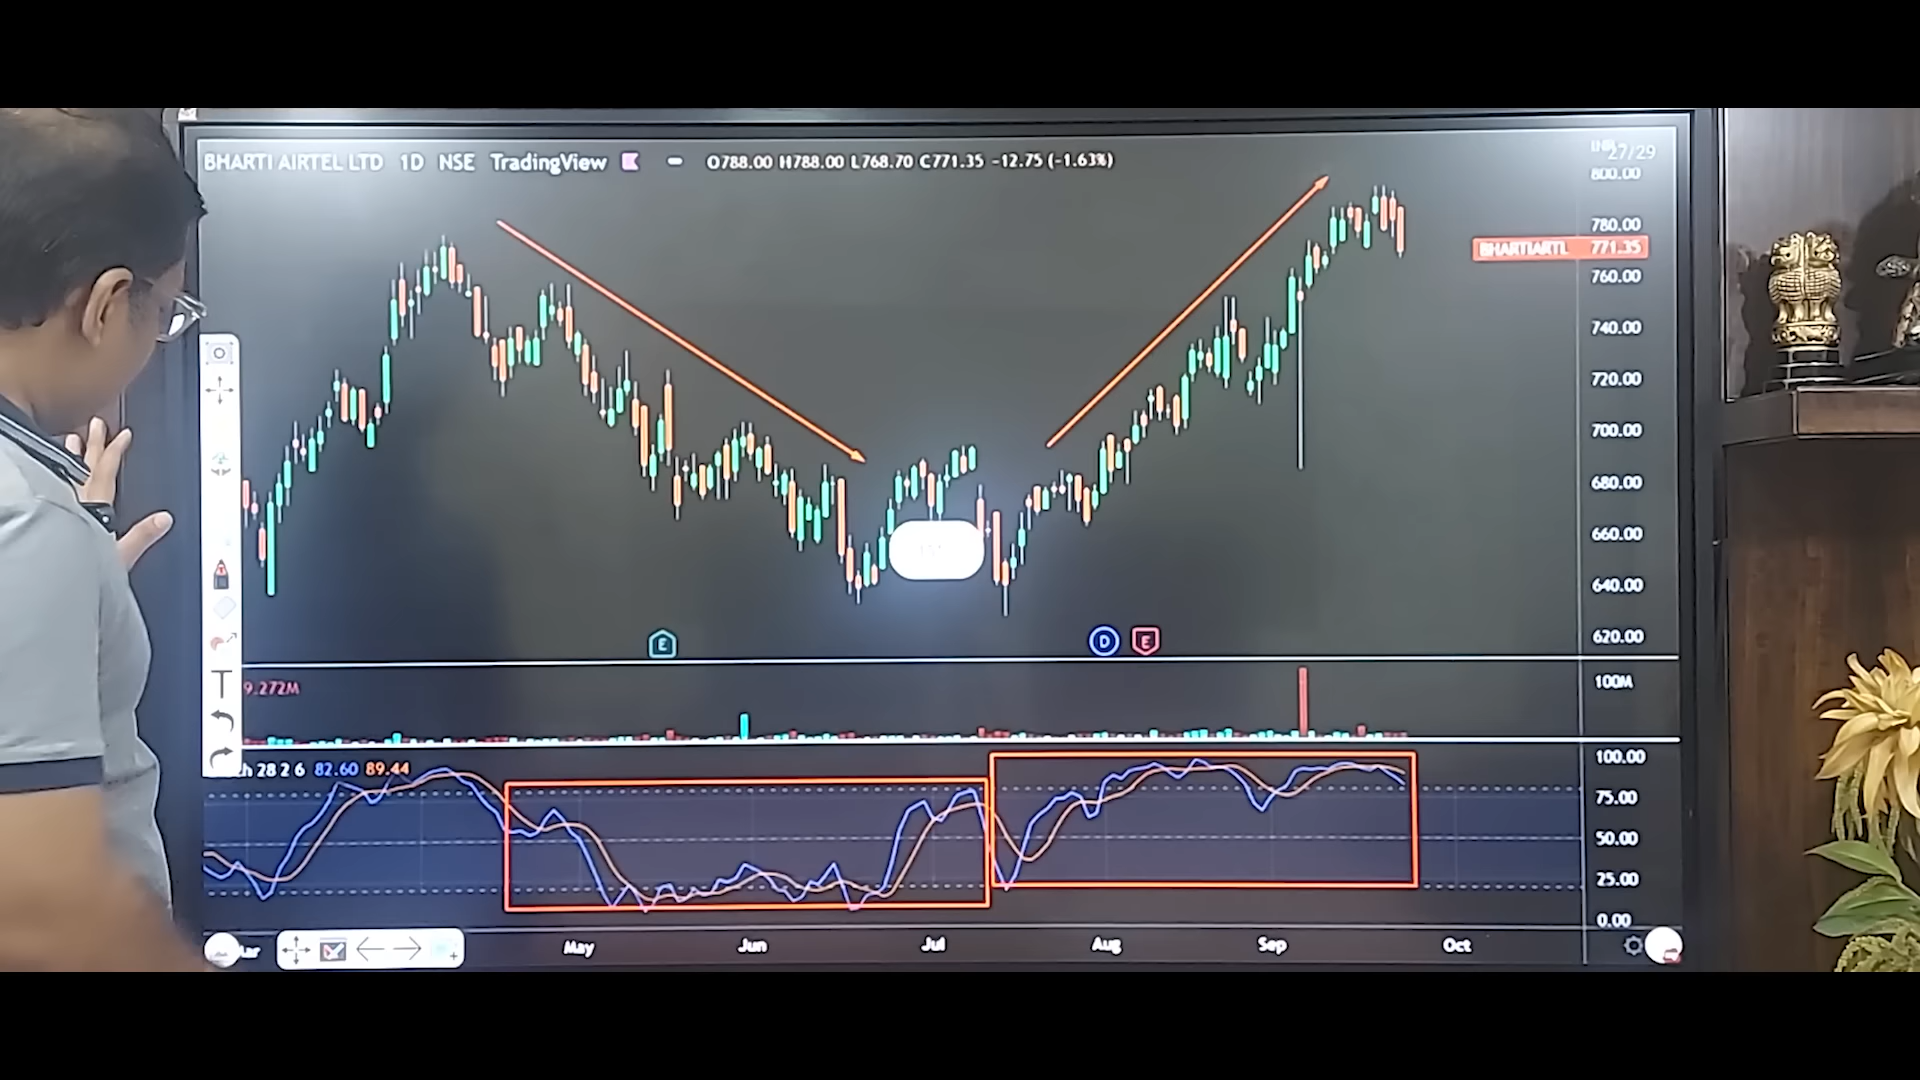 BHARTI AIRTEL LTD 1D NSE TradingView O788.00 H788.00 L768.70 C771.35 −12.75 (−1.63%)
27/29
800.00
780.00
BHARTIARTL 771.35
760.00
740.00
720.00
700.00
680.00
660.00
640.00
620.00
E D E
T
9.272M
100M
28 2 6 82.60 89.44
100.00
75.00
50.00
25.00
0.00
May Jun Jul Aug Sep Oct